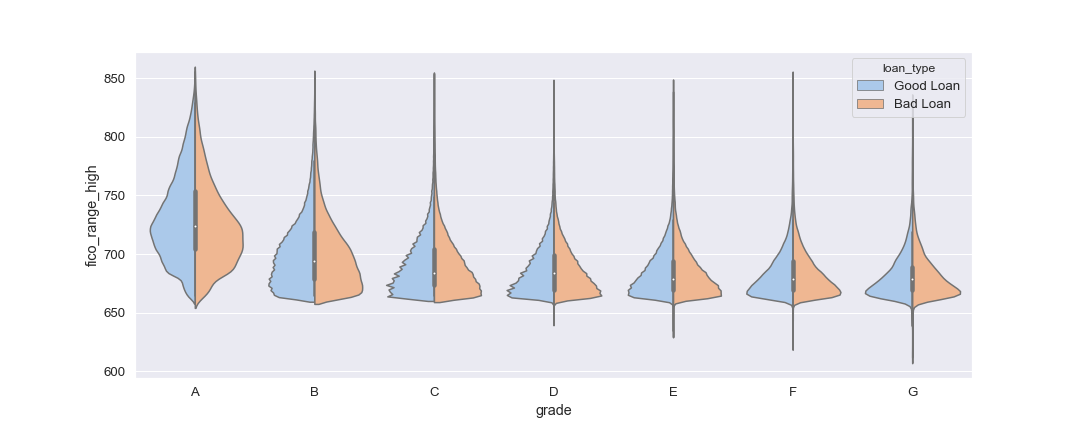 loan_type
Good Loan
Bad Loan
fico_range_high
850
800
750
700
650
600
A B C D E F G
grade